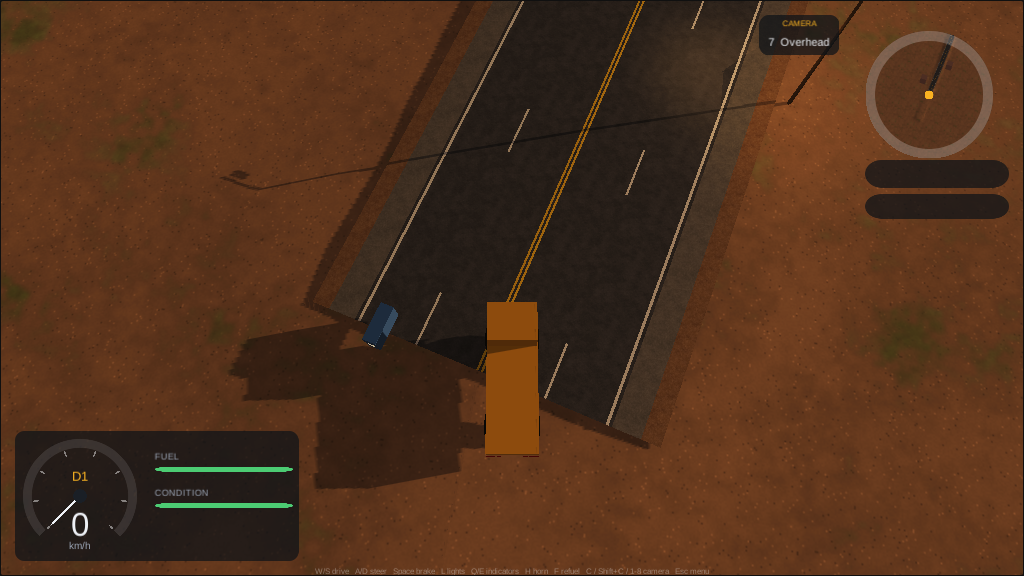 CAMERA
7 Overhead
FUEL
D1
CONDITION
0
km/h
W/S drive A/D steer Space brake L lights Q/E indicators H horn F refuel C / Shift+C / 1-8 camera Esc menu